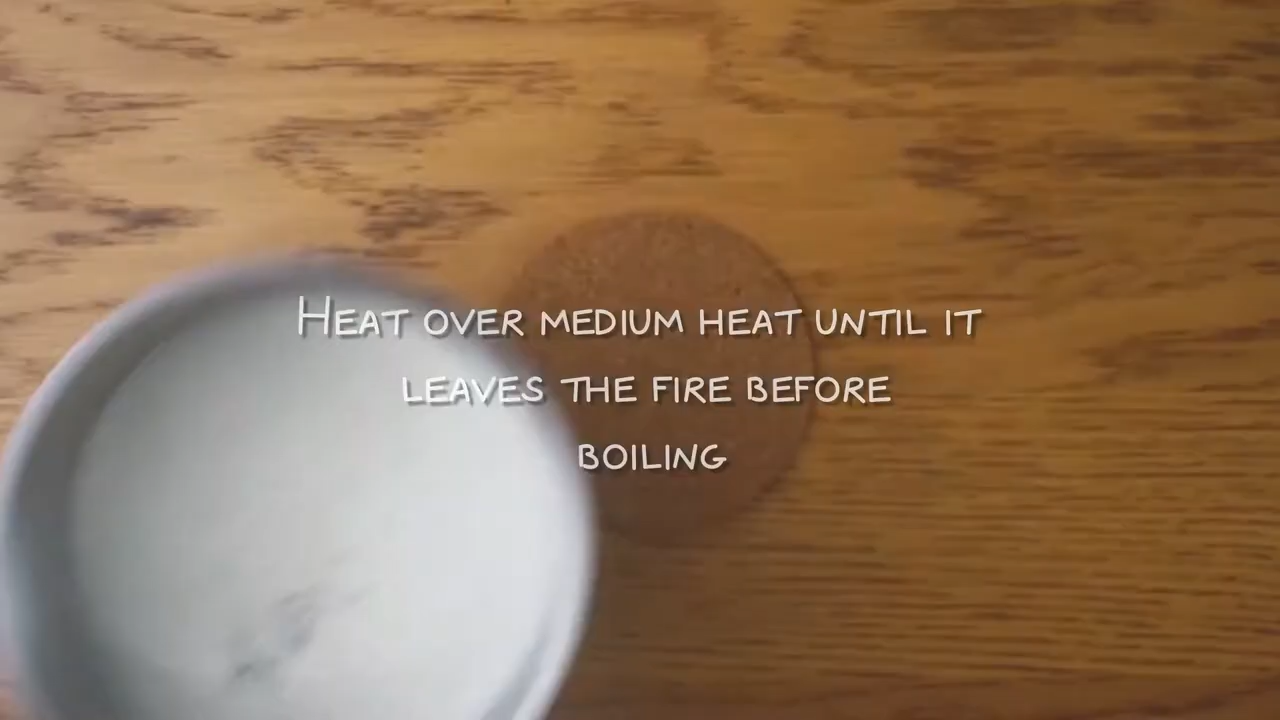 Heat over medium heat until it
leaves the fire before
boiling